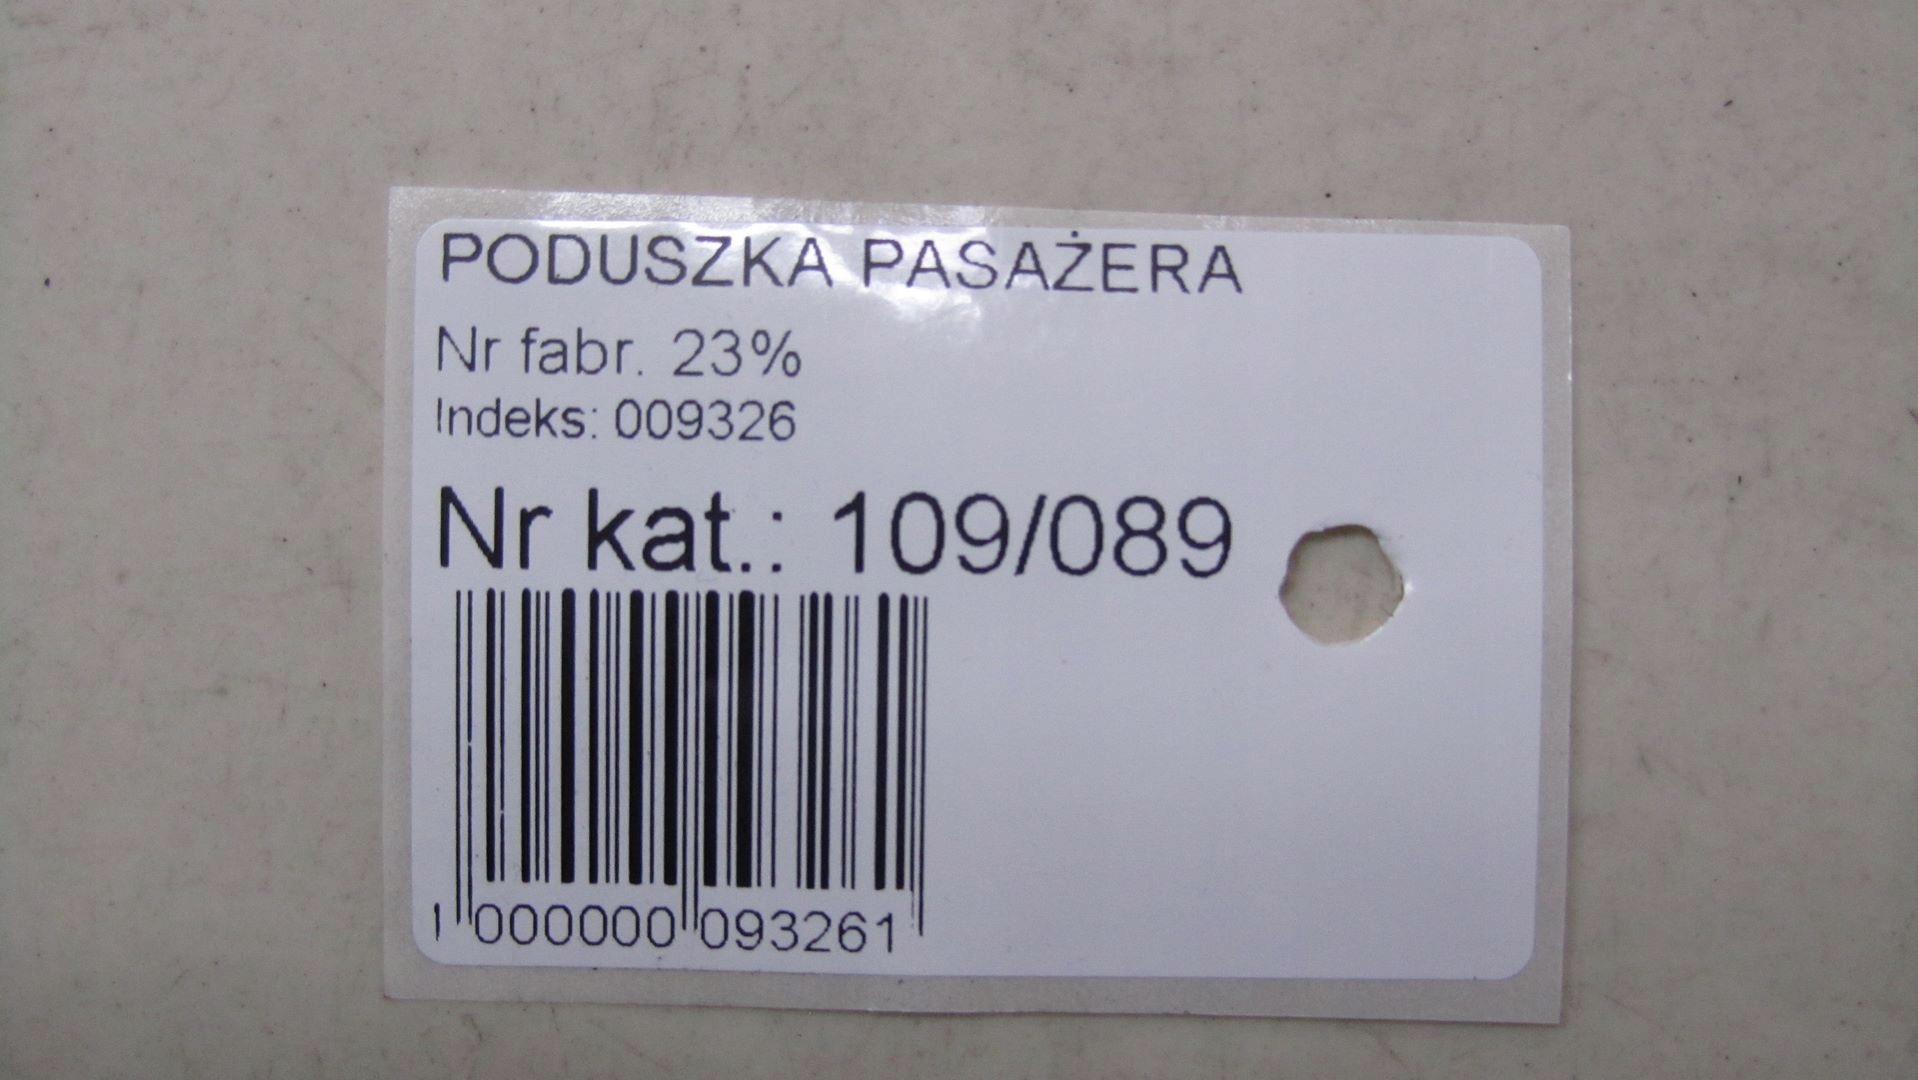 PODUSZKA PASAŻERA
Nr fabr. 23%
Indeks: 009326
Nr kat.: 109/089
1 000000 093261